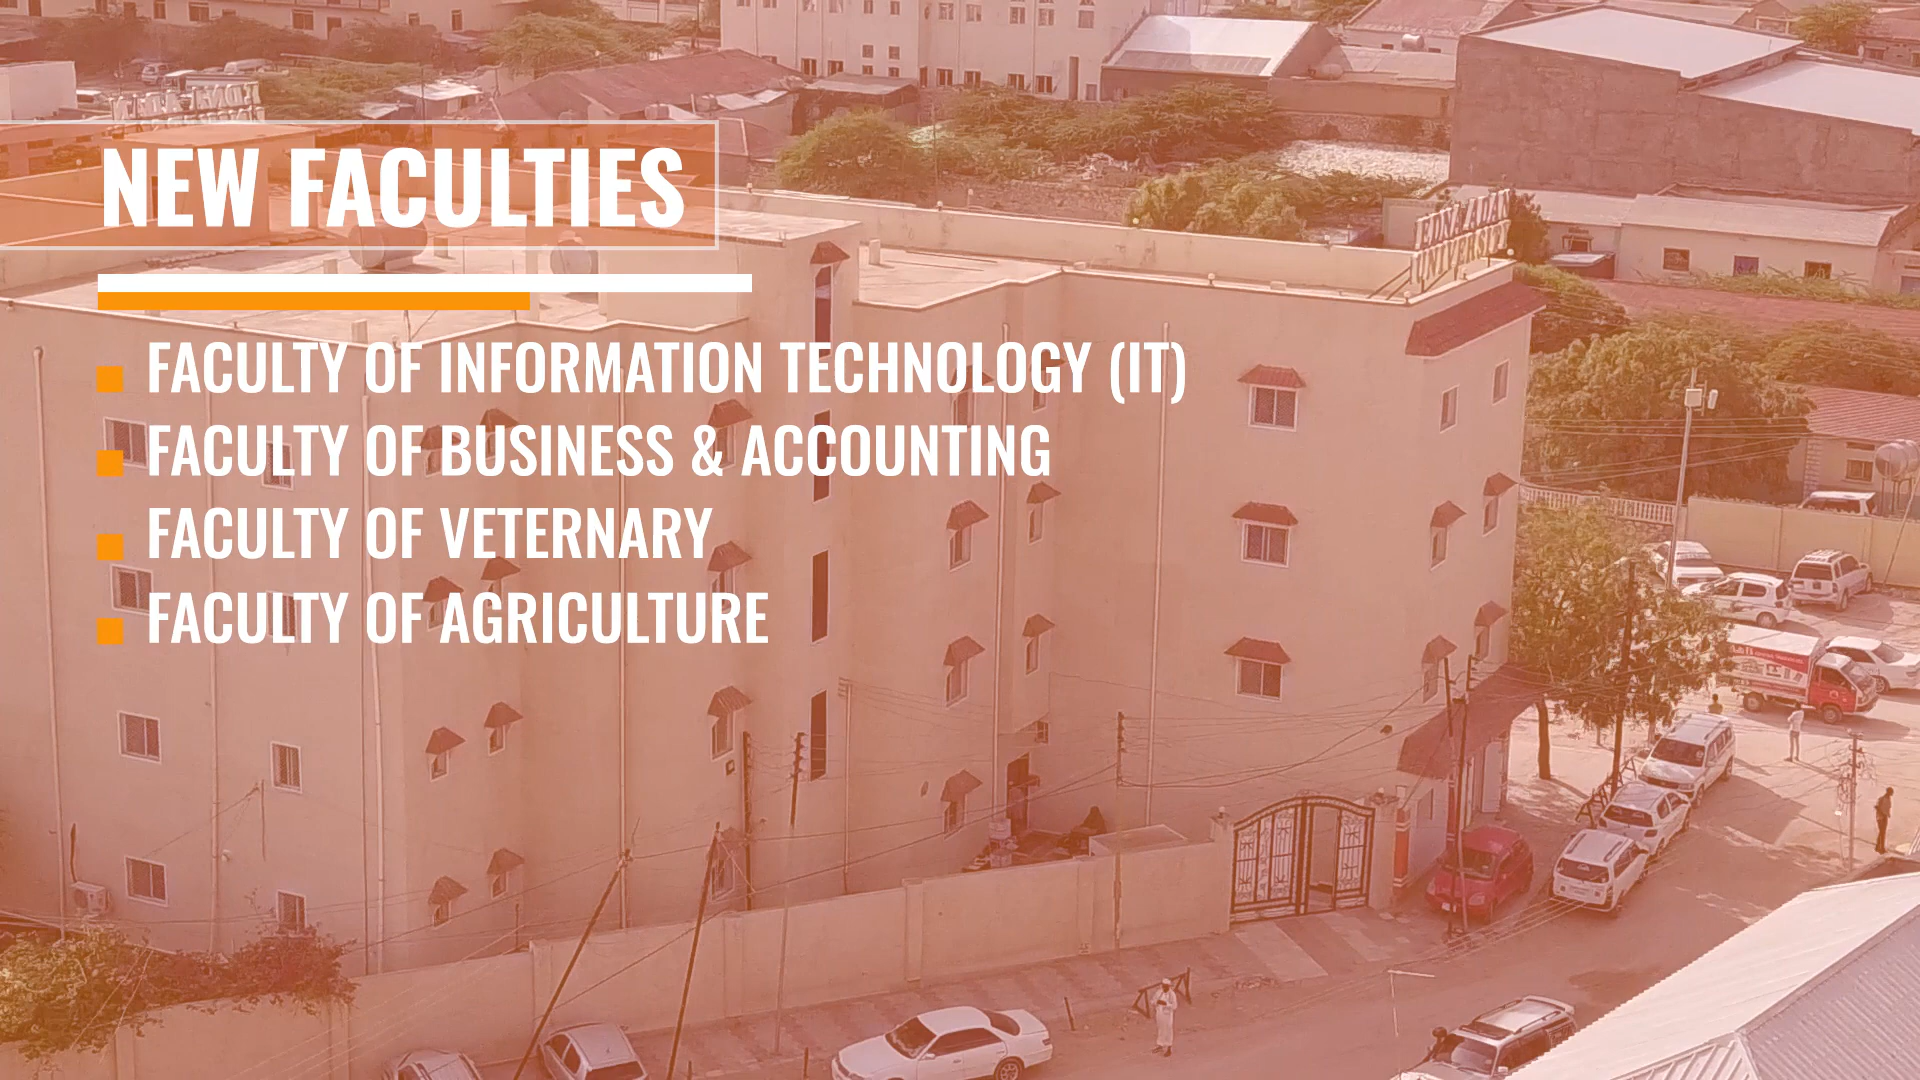 NEW FACULTIES
FACULTY OF INFORMATION TECHNOLOGY (IT)
FACULTY OF BUSINESS & ACCOUNTING
FACULTY OF VETERNARY
FACULTY OF AGRICULTURE
EDNA ADAN
UNIVERSITY